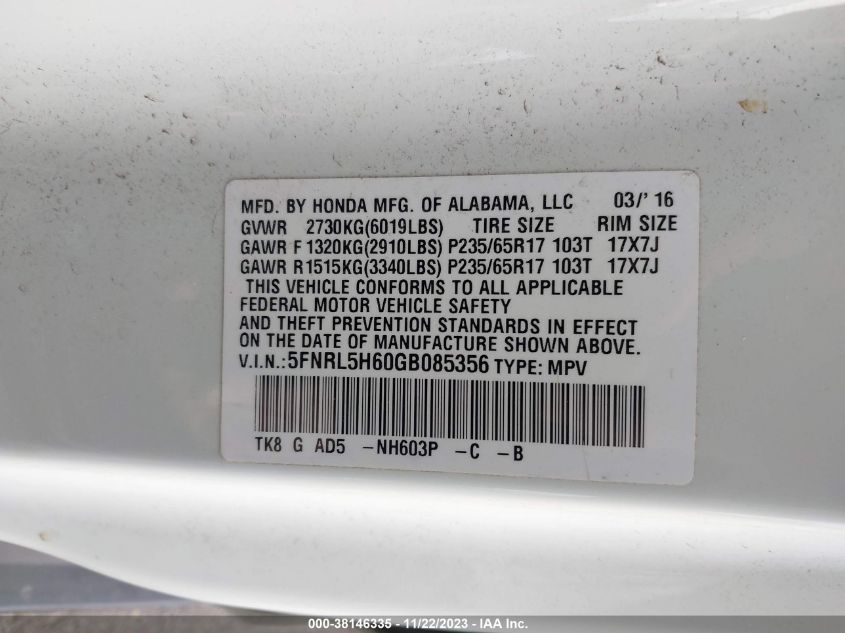 MFD. BY HONDA MFG. OF ALABAMA, LLC 03/'16
GVWR 2730KG(6019LBS) TIRE SIZE RIM SIZE
GAWR F 1320KG(2910LBS) P235/65R17 103T 17X7J
GAWR R1515KG(3340LBS) P235/65R17 103T 17X7J
THIS VEHICLE CONFORMS TO ALL APPLICABLE
FEDERAL MOTOR VEHICLE SAFETY
AND THEFT PREVENTION STANDARDS IN EFFECT
ON THE DATE OF MANUFACTURE SHOWN ABOVE.
V.I.N.:5FNRL5H60GB085356 TYPE: MPV
TK8 G AD5 -NH603P -C -B
000-38146335 - 11/22/2023 - IAA Inc.